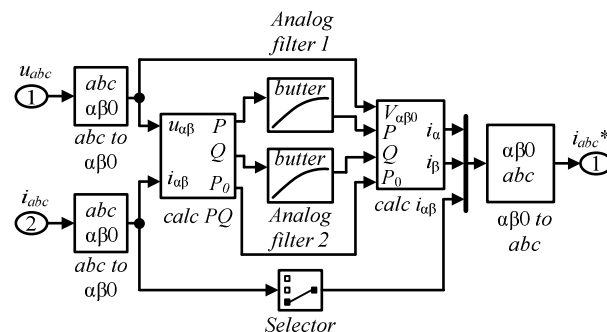 Analog
filter 1
u_abc
1
abc
αβ0
abc to
αβ0
i_abc
2
abc
αβ0
abc to
αβ0
u_αβ
i_αβ
P
Q
P_0
calc PQ
butter
butter
Analog
filter 2
V_αβ0
P
Q
P_0
i_α
i_β
calc i_αβ
αβ0
abc
αβ0 to
abc
i_abc*
1
Selector